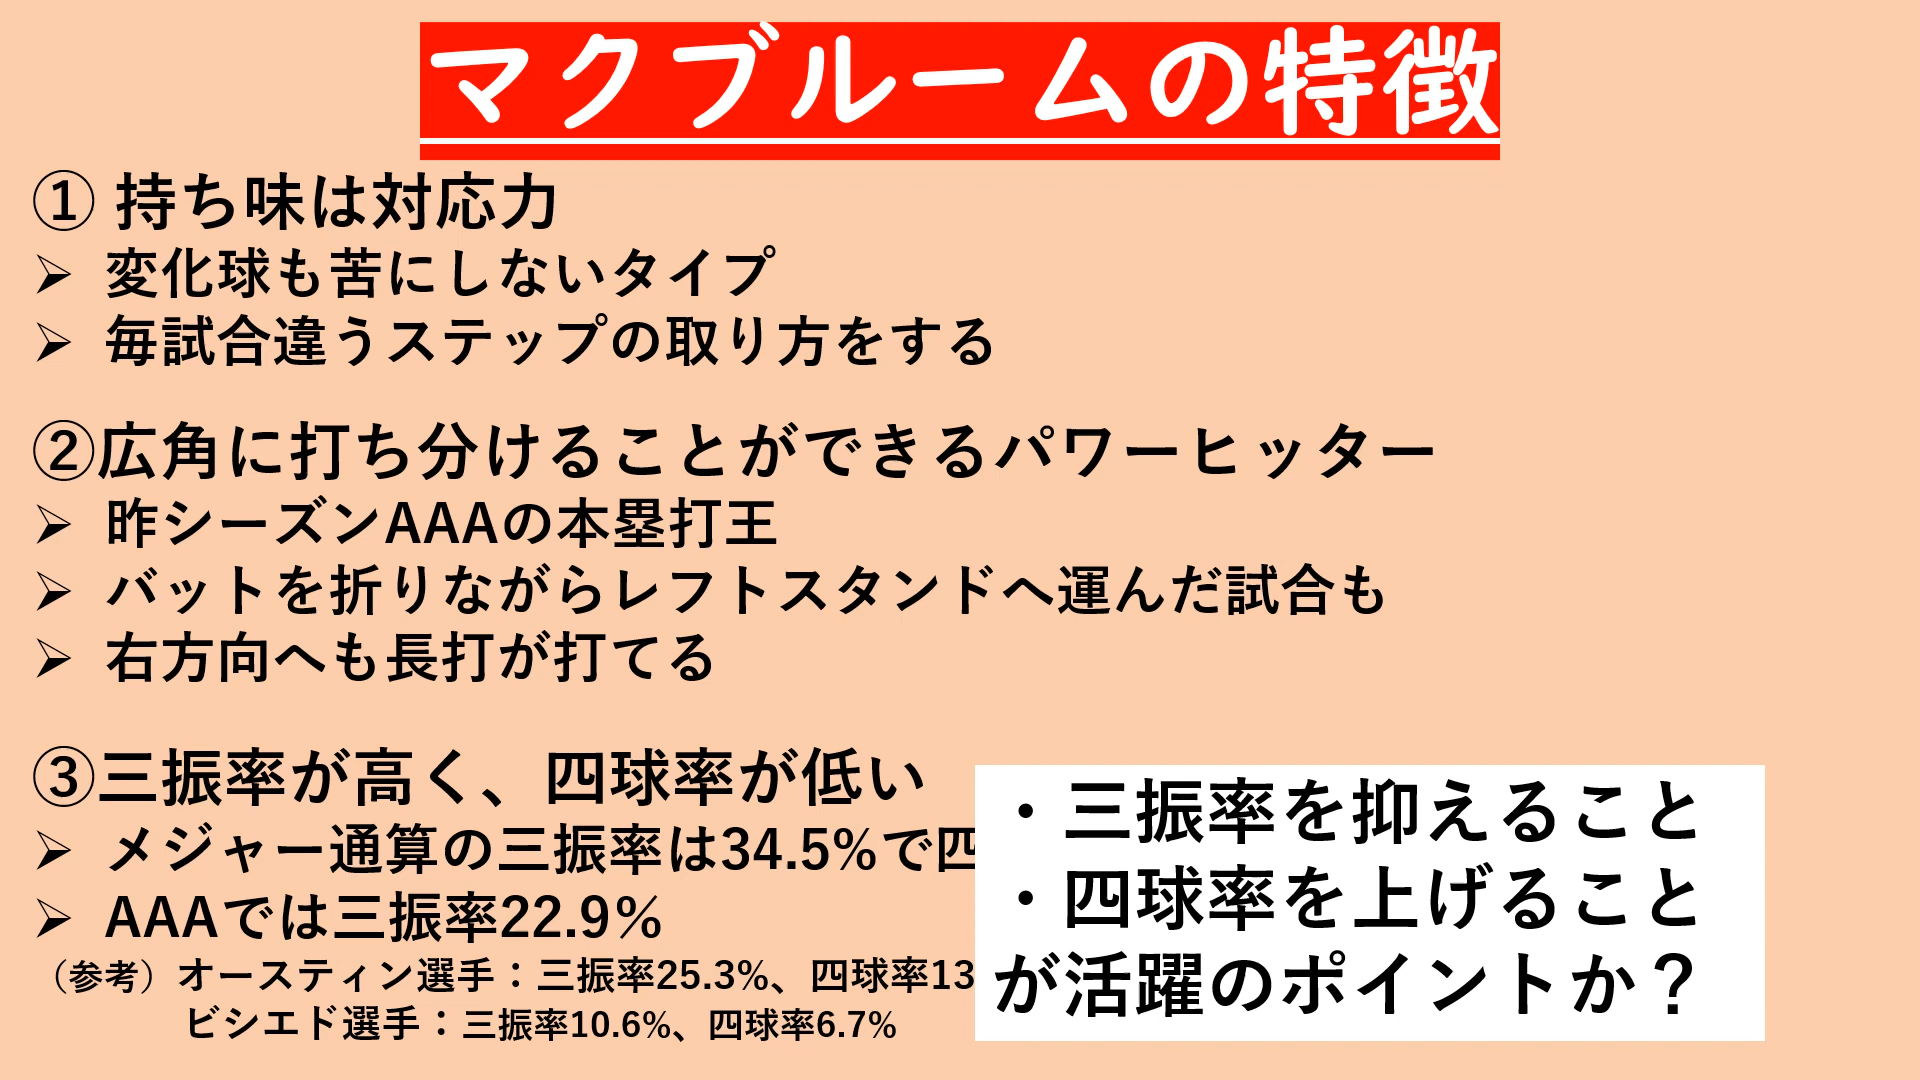 マクブルームの特徴
① 持ち味は対応力
➢ 変化球も苦にしないタイプ
➢ 毎試合違うステップの取り方をする
②広角に打ち分けることができるパワーヒッター
➢ 昨シーズンAAAの本塁打王
➢ バットを折りながらレフトスタンドへ運んだ試合も
➢ 右方向へも長打が打てる
③三振率が高く、四球率が低い
➢ メジャー通算の三振率は34.5%で四
➢ AAAでは三振率22.9%
（参考）オースティン選手：三振率25.3%、四球率13
ビシエド選手：三振率10.6%、四球率6.7%
・三振率を抑えること
・四球率を上げること
が活躍のポイントか？